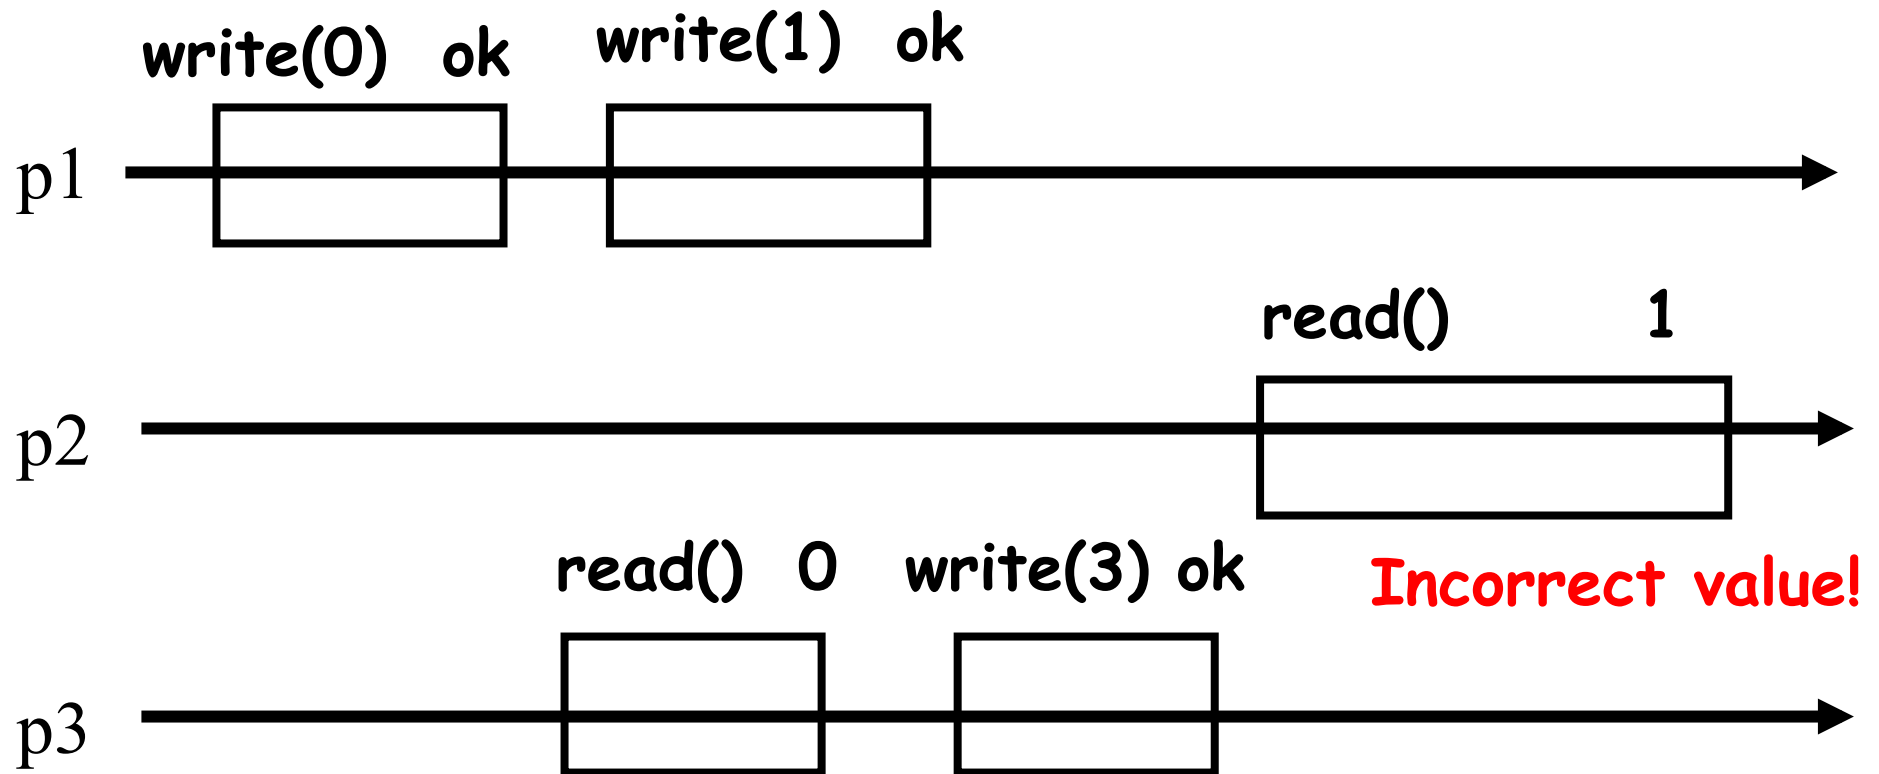 write(0) ok write(1) ok
p1
read() 1
p2
read() 0 write(3) ok
Incorrect value!
p3